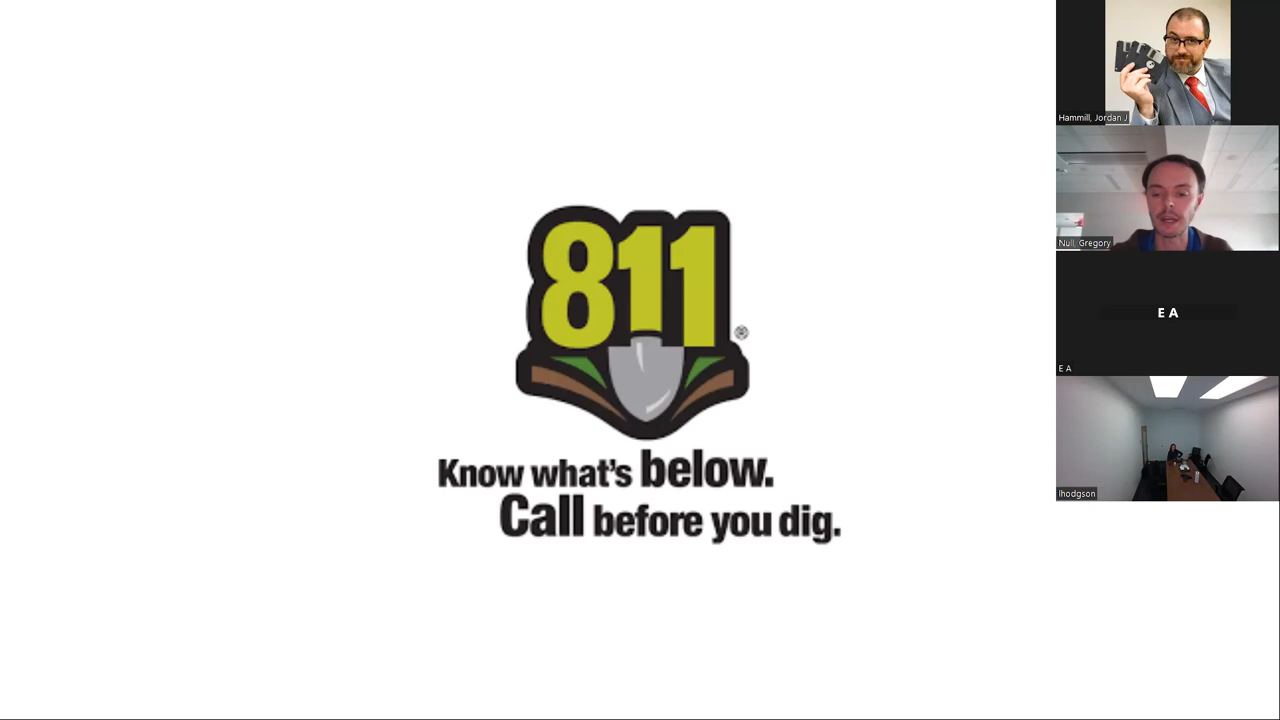 811
®
Know what's below.
Call before you dig.
Hammill, Jordan J
Null, Gregory
E A
E A
lhodgson